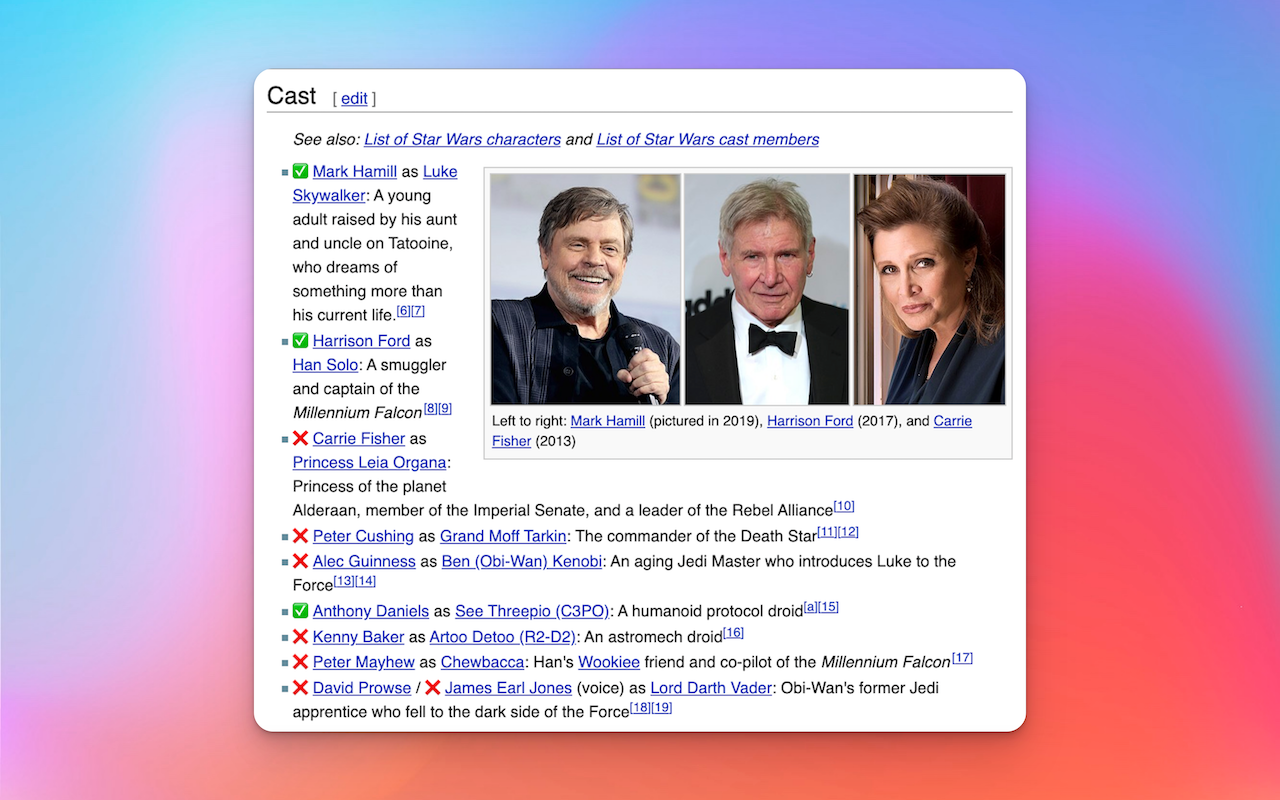 Cast [ edit ]
See also: List of Star Wars characters and List of Star Wars cast members
✅ Mark Hamill as Luke
Skywalker: A young
adult raised by his aunt
and uncle on Tatooine,
who dreams of
something more than
his current life.[6][7]
✅ Harrison Ford as
Han Solo: A smuggler
and captain of the
Millennium Falcon[8][9]
❌ Carrie Fisher as
Princess Leia Organa:
Princess of the planet
Alderaan, member of the Imperial Senate, and a leader of the Rebel Alliance[10]
Left to right: Mark Hamill (pictured in 2019), Harrison Ford (2017), and Carrie
Fisher (2013)
❌ Peter Cushing as Grand Moff Tarkin: The commander of the Death Star[11][12]
❌ Alec Guinness as Ben (Obi-Wan) Kenobi: An aging Jedi Master who introduces Luke to the
Force[13][14]
✅ Anthony Daniels as See Threepio (C3PO): A humanoid protocol droid[a][15]
❌ Kenny Baker as Artoo Detoo (R2-D2): An astromech droid[16]
❌ Peter Mayhew as Chewbacca: Han's Wookiee friend and co-pilot of the Millennium Falcon[17]
❌ David Prowse / ❌ James Earl Jones (voice) as Lord Darth Vader: Obi-Wan's former Jedi
apprentice who fell to the dark side of the Force[18][19]